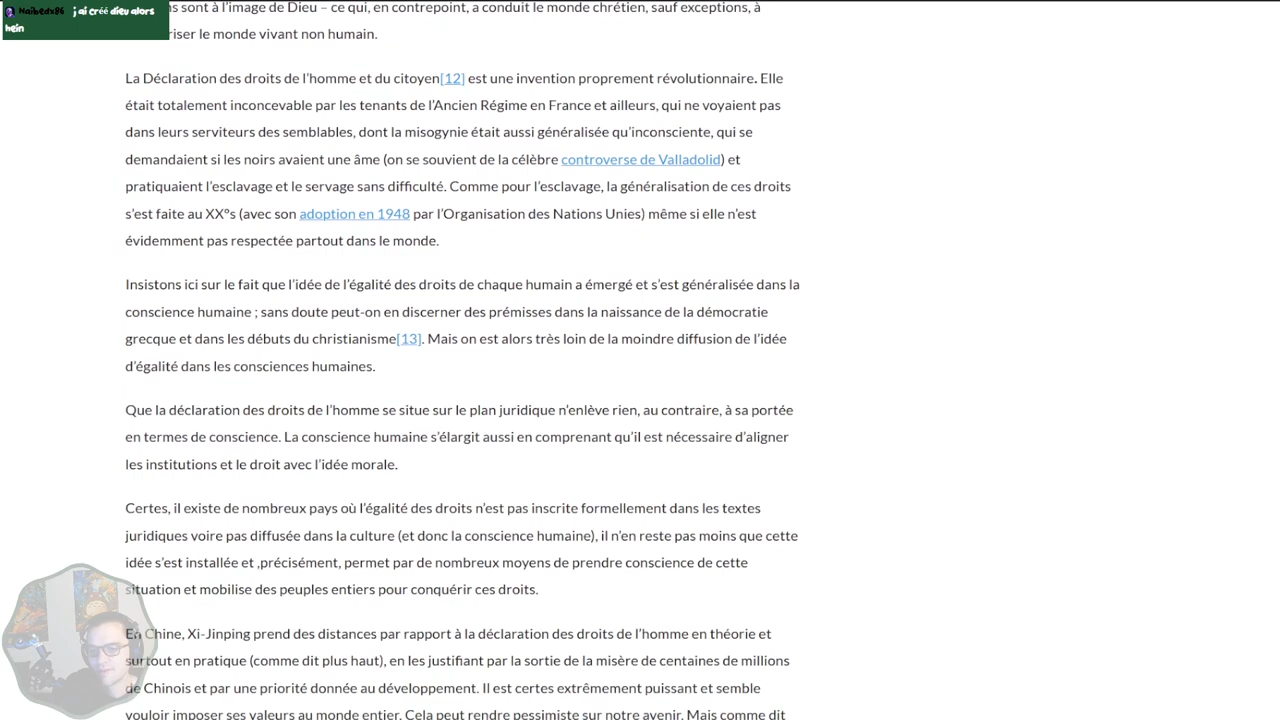 Naibedx86 j ai créé dieu alors
hein
ns sont à l'image de Dieu – ce qui, en contrepoint, a conduit le monde chrétien, sauf exceptions, à
riser le monde vivant non humain.
La Déclaration des droits de l'homme et du citoyen[12] est une invention proprement révolutionnaire. Elle
était totalement inconcevable par les tenants de l'Ancien Régime en France et ailleurs, qui ne voyaient pas
dans leurs serviteurs des semblables, dont la misogynie était aussi généralisée qu'inconsciente, qui se
demandaient si les noirs avaient une âme (on se souvient de la célèbre controverse de Valladolid) et
pratiquaient l'esclavage et le servage sans difficulté. Comme pour l'esclavage, la généralisation de ces droits
s'est faite au XX°s (avec son adoption en 1948 par l'Organisation des Nations Unies) même si elle n'est
évidemment pas respectée partout dans le monde.
Insistons ici sur le fait que l'idée de l'égalité des droits de chaque humain a émergé et s'est généralisée dans la
conscience humaine ; sans doute peut-on en discerner des prémisses dans la naissance de la démocratie
grecque et dans les débuts du christianisme[13]. Mais on est alors très loin de la moindre diffusion de l'idée
d'égalité dans les consciences humaines.
Que la déclaration des droits de l'homme se situe sur le plan juridique n'enlève rien, au contraire, à sa portée
en termes de conscience. La conscience humaine s'élargit aussi en comprenant qu'il est nécessaire d'aligner
les institutions et le droit avec l'idée morale.
Certes, il existe de nombreux pays où l'égalité des droits n'est pas inscrite formellement dans les textes
juridiques voire pas diffusée dans la culture (et donc la conscience humaine), il n'en reste pas moins que cette
idée s'est installée et ,précisément, permet par de nombreux moyens de prendre conscience de cette
situation et mobilise des peuples entiers pour conquérir ces droits.
En Chine, Xi-Jinping prend des distances par rapport à la déclaration des droits de l'homme en théorie et
surtout en pratique (comme dit plus haut), en les justifiant par la sortie de la misère de centaines de millions
de Chinois et par une priorité donnée au développement. Il est certes extrêmement puissant et semble
vouloir imposer ses valeurs au monde entier. Cela peut rendre pessimiste sur notre avenir. Mais comme dit